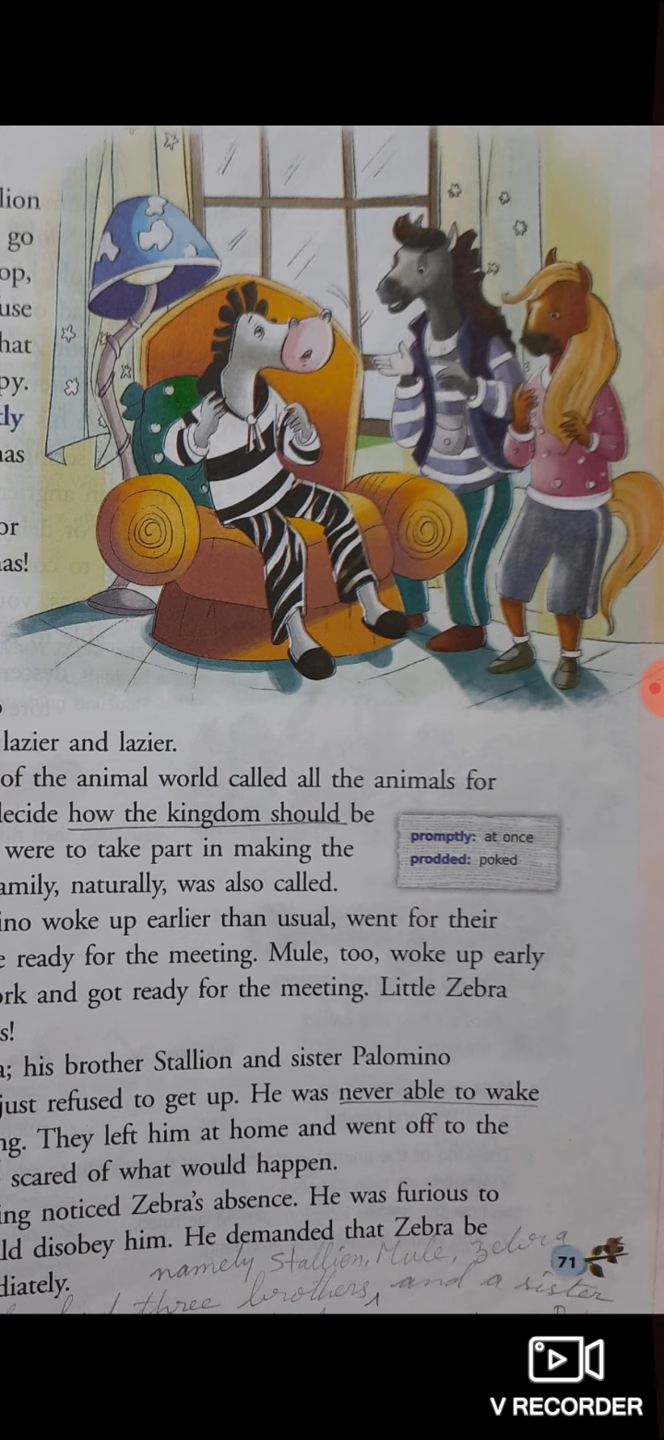 lion
go
op,
use
hat
py.
ly
as
or
as!
lazier and lazier.
of the animal world called all the animals for
lecide how the kingdom should be
were to take part in making the
amily, naturally, was also called.
promptly: at once
prodded: poked
ino woke up earlier than usual, went for their
e ready for the meeting. Mule, too, woke up early
ork and got ready for the meeting. Little Zebra
s!
a; his brother Stallion and sister Palomino
just refused to get up. He was never able to wake
ng. They left him at home and went off to the
scared of what would happen.
ing noticed Zebra's absence. He was furious to
ld disobey him. He demanded that Zebra be
diately.
namely Stallion, Mule, Zebra
71
three brothers, and a sister
V RECORDER